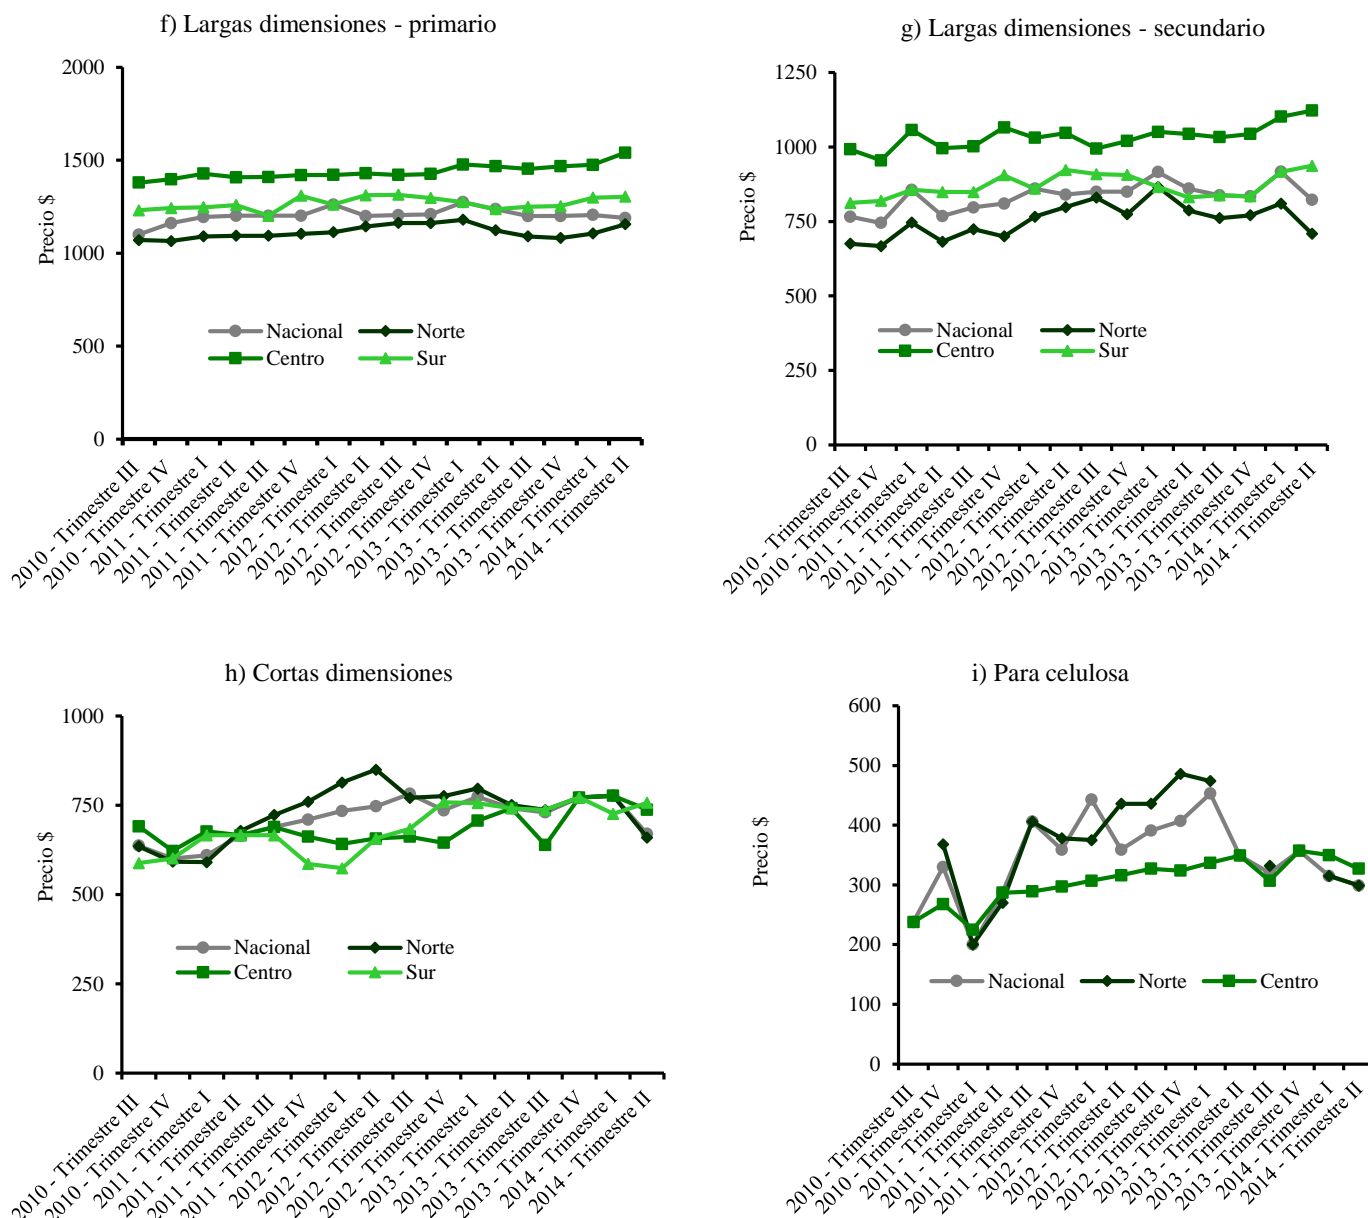 f) Largas dimensiones - primario
Precio $
2000
1500
1000
500
0
Nacional
Norte
Centro
Sur
2010 - Trimestre III
2010 - Trimestre IV
2011 - Trimestre I
2011 - Trimestre II
2011 - Trimestre III
2011 - Trimestre IV
2012 - Trimestre I
2012 - Trimestre II
2012 - Trimestre III
2012 - Trimestre IV
2013 - Trimestre I
2013 - Trimestre II
2013 - Trimestre III
2013 - Trimestre IV
2014 - Trimestre I
2014 - Trimestre II
g) Largas dimensiones - secundario
Precio $
1250
1000
750
500
250
0
Nacional
Norte
Centro
Sur
2010 - Trimestre III
2010 - Trimestre IV
2011 - Trimestre I
2011 - Trimestre II
2011 - Trimestre III
2011 - Trimestre IV
2012 - Trimestre I
2012 - Trimestre II
2012 - Trimestre III
2012 - Trimestre IV
2013 - Trimestre I
2013 - Trimestre II
2013 - Trimestre III
2013 - Trimestre IV
2014 - Trimestre I
2014 - Trimestre II
h) Cortas dimensiones
Precio $
1000
750
500
250
0
Nacional
Norte
Centro
Sur
2010 - Trimestre III
2010 - Trimestre IV
2011 - Trimestre I
2011 - Trimestre II
2011 - Trimestre III
2011 - Trimestre IV
2012 - Trimestre I
2012 - Trimestre II
2012 - Trimestre III
2012 - Trimestre IV
2013 - Trimestre I
2013 - Trimestre II
2013 - Trimestre III
2013 - Trimestre IV
2014 - Trimestre I
2014 - Trimestre II
i) Para celulosa
Precio $
600
500
400
300
200
100
0
Nacional
Norte
Centro
2010 - Trimestre III
2010 - Trimestre IV
2011 - Trimestre I
2011 - Trimestre II
2011 - Trimestre III
2011 - Trimestre IV
2012 - Trimestre I
2012 - Trimestre II
2012 - Trimestre III
2012 - Trimestre IV
2013 - Trimestre I
2013 - Trimestre II
2013 - Trimestre III
2013 - Trimestre IV
2014 - Trimestre I
2014 - Trimestre II